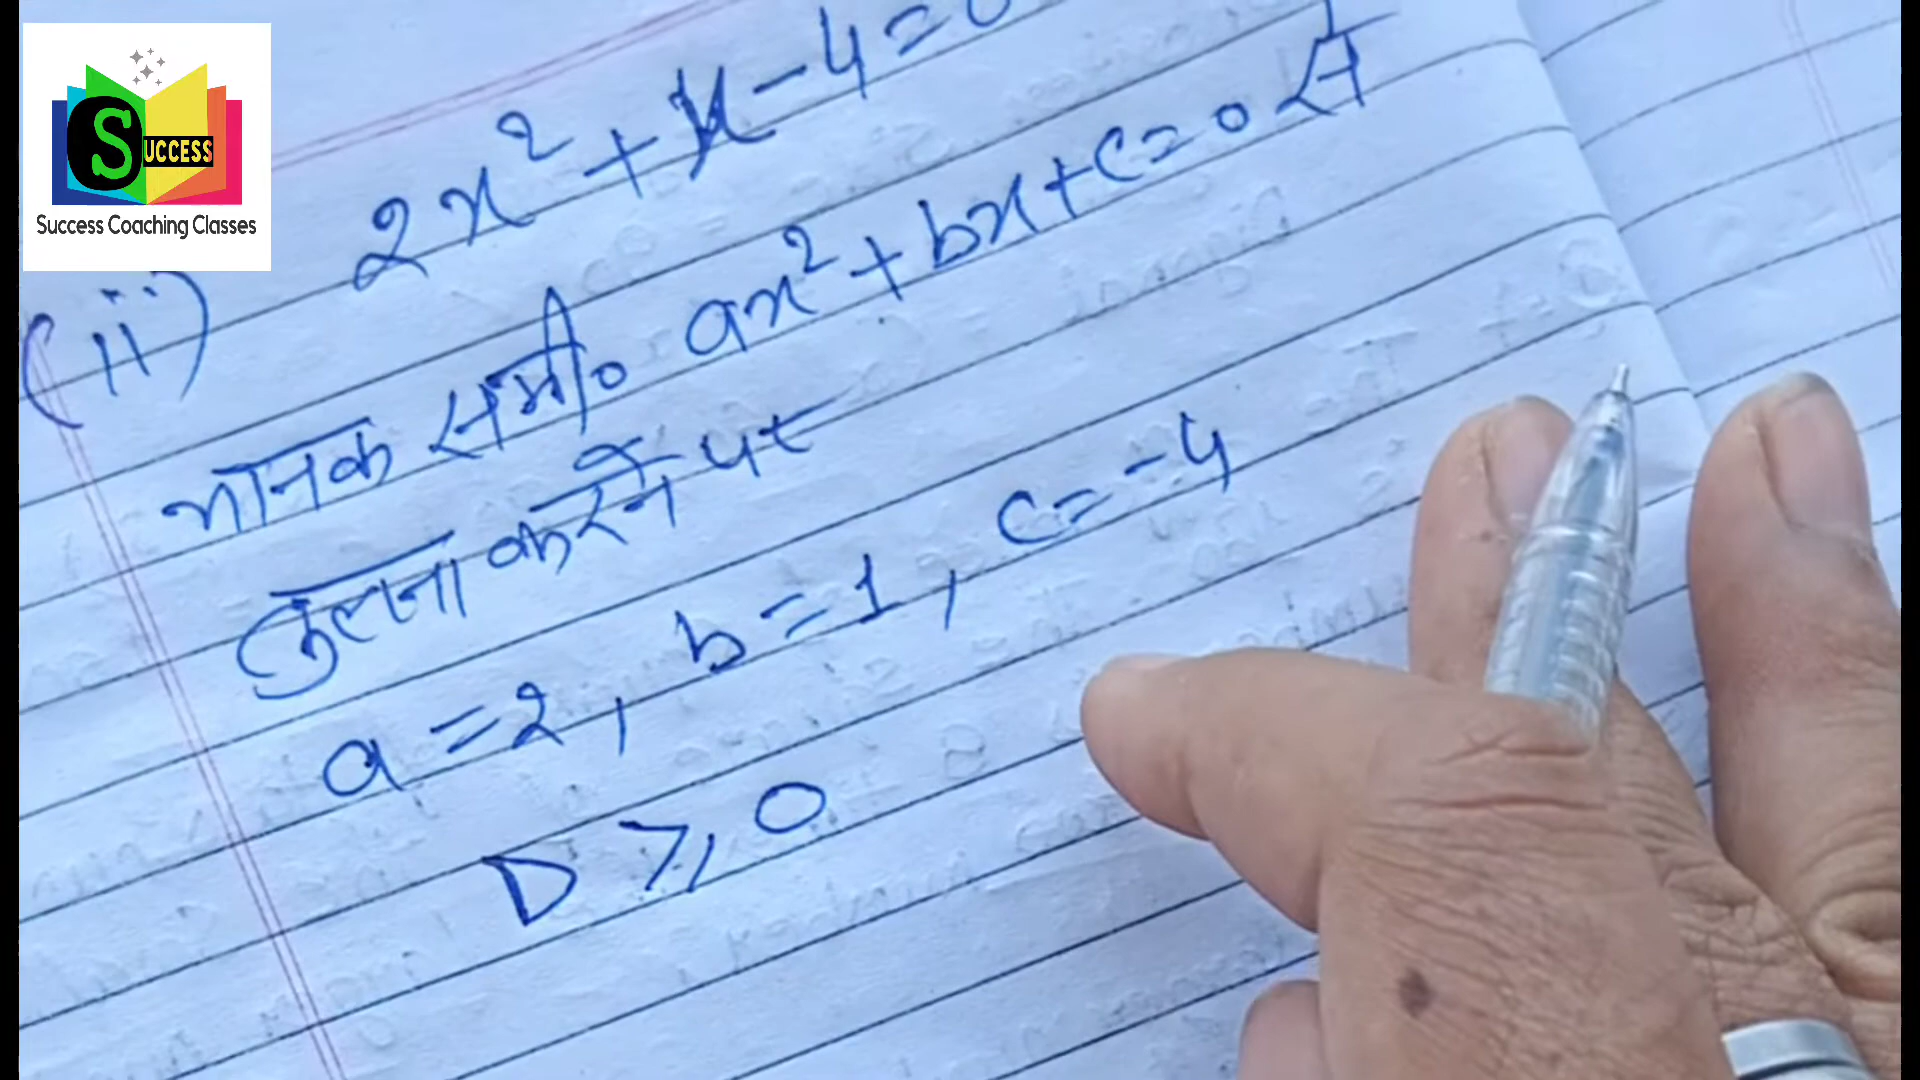 SUCCESS
Success Coaching Classes
(ii) 2x² + x - 4 = 0
मानक समी० ax² + bx + c = 0 से
तुलना करने पर
a = 2, b = 1, c = -4
D ≥ 0